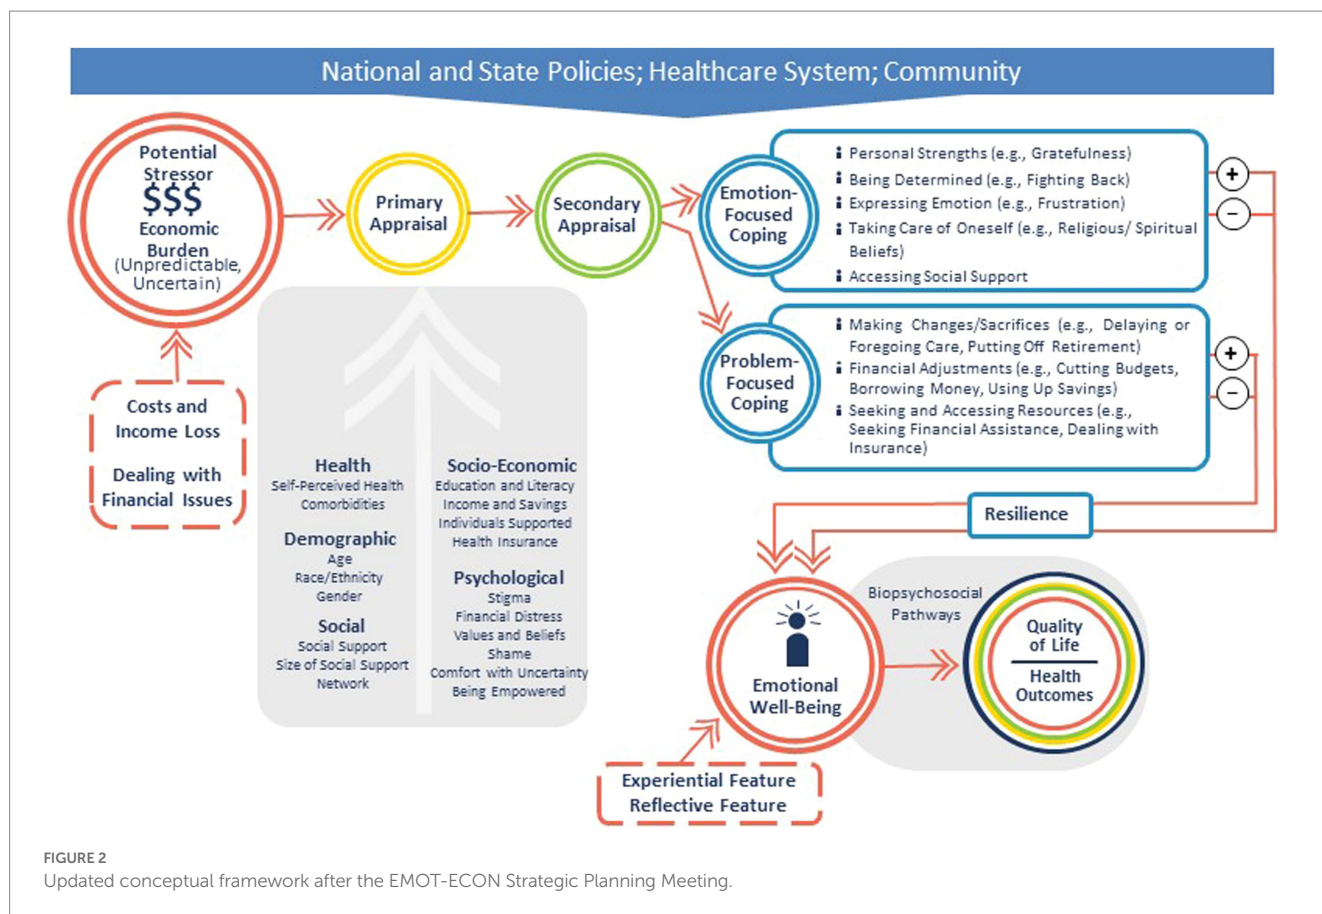 National and State Policies; Healthcare System; Community
Potential
Stressor
$$$
Economic
Burden
(Unpredictable,
Uncertain)
Primary
Appraisal
Secondary
Appraisal
Emotion-
Focused
Coping
Personal Strengths (e.g., Gratefulness)
Being Determined (e.g., Fighting Back)
Expressing Emotion (e.g., Frustration)
Taking Care of Oneself (e.g., Religious/ Spiritual
Beliefs)
Accessing Social Support
+
−
Problem-
Focused
Coping
Making Changes/Sacrifices (e.g., Delaying or
Foregoing Care, Putting Off Retirement)
Financial Adjustments (e.g., Cutting Budgets,
Borrowing Money, Using Up Savings)
Seeking and Accessing Resources (e.g.,
Seeking Financial Assistance, Dealing with
Insurance)
+
−
Costs and
Income Loss
Dealing with
Financial Issues
Health
Self-Perceived Health
Comorbidities
Demographic
Age
Race/Ethnicity
Gender
Social
Social Support
Size of Social Support
Network
Socio-Economic
Education and Literacy
Income and Savings
Individuals Supported
Health Insurance
Psychological
Stigma
Financial Distress
Values and Beliefs
Shame
Comfort with Uncertainty
Being Empowered
Resilience
Emotional
Well-Being
Biopsychosocial
Pathways
Quality
of Life
Health
Outcomes
Experiential Feature
Reflective Feature
FIGURE 2
Updated conceptual framework after the EMOT-ECON Strategic Planning Meeting.